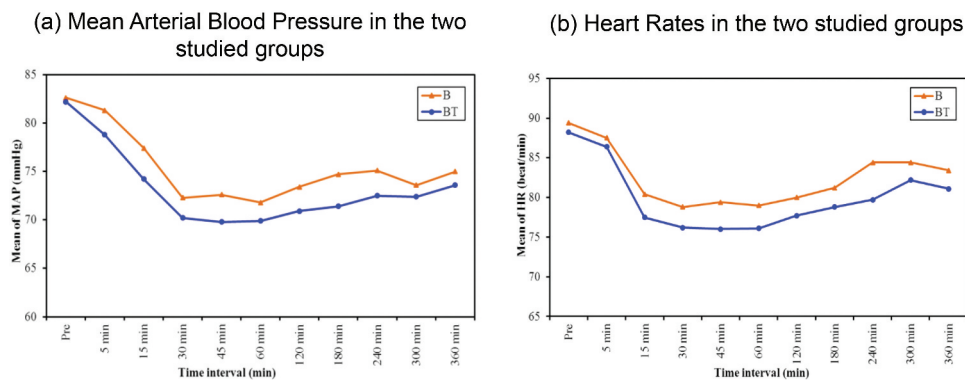 (a) Mean Arterial Blood Pressure in the two
studied groups
85
80
75
70
65
60
Mean of MAP (mmHg)
B
BT
Pre
5 min
15 min
30 min
45 min
60 min
120 min
180 min
240 min
300 min
360 min
Time interval (min)
(b) Heart Rates in the two studied groups
95
90
85
80
75
70
65
Mean of HR (beat/min)
B
BT
Pre
5 min
15 min
30 min
45 min
60 min
120 min
180 min
240 min
300 min
360 min
Time interval (min)